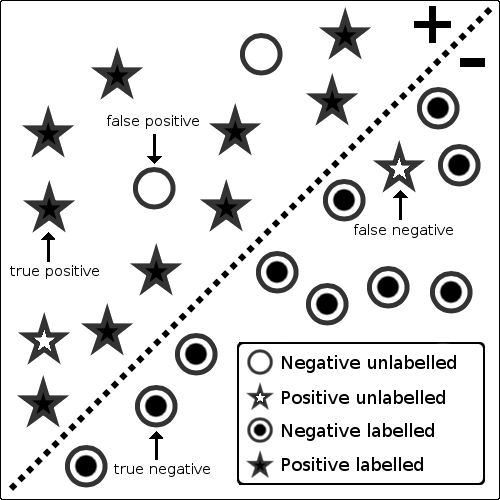 +
−
false positive
false negative
true positive
true negative
Negative unlabelled
Positive unlabelled
Negative labelled
Positive labelled